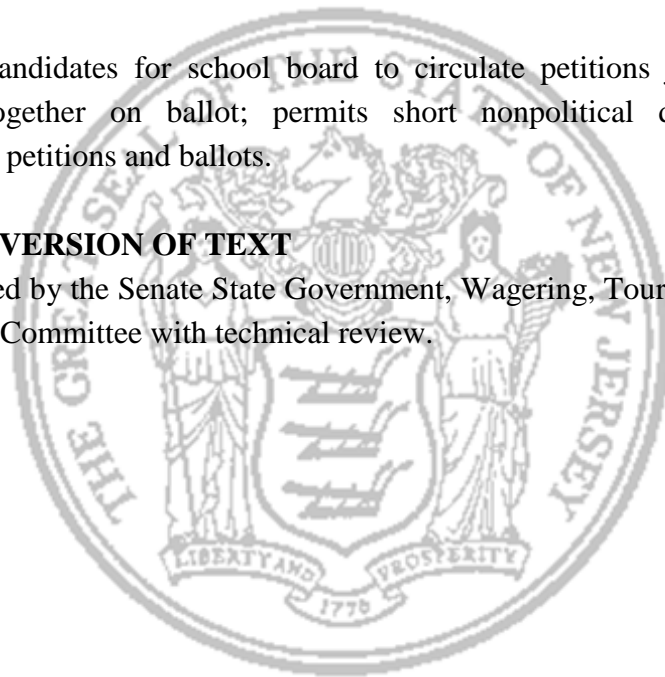 andidates for school board to circulate petitions
ogether on ballot; permits short nonpolitical
petitions and ballots.
VERSION OF TEXT
ed by the Senate State Government, Wagering, Tour
Committee with technical review.
THE GREAT SEAL OF THE STATE OF NEW JERSEY
LIBERTY AND PROSPERITY
1776